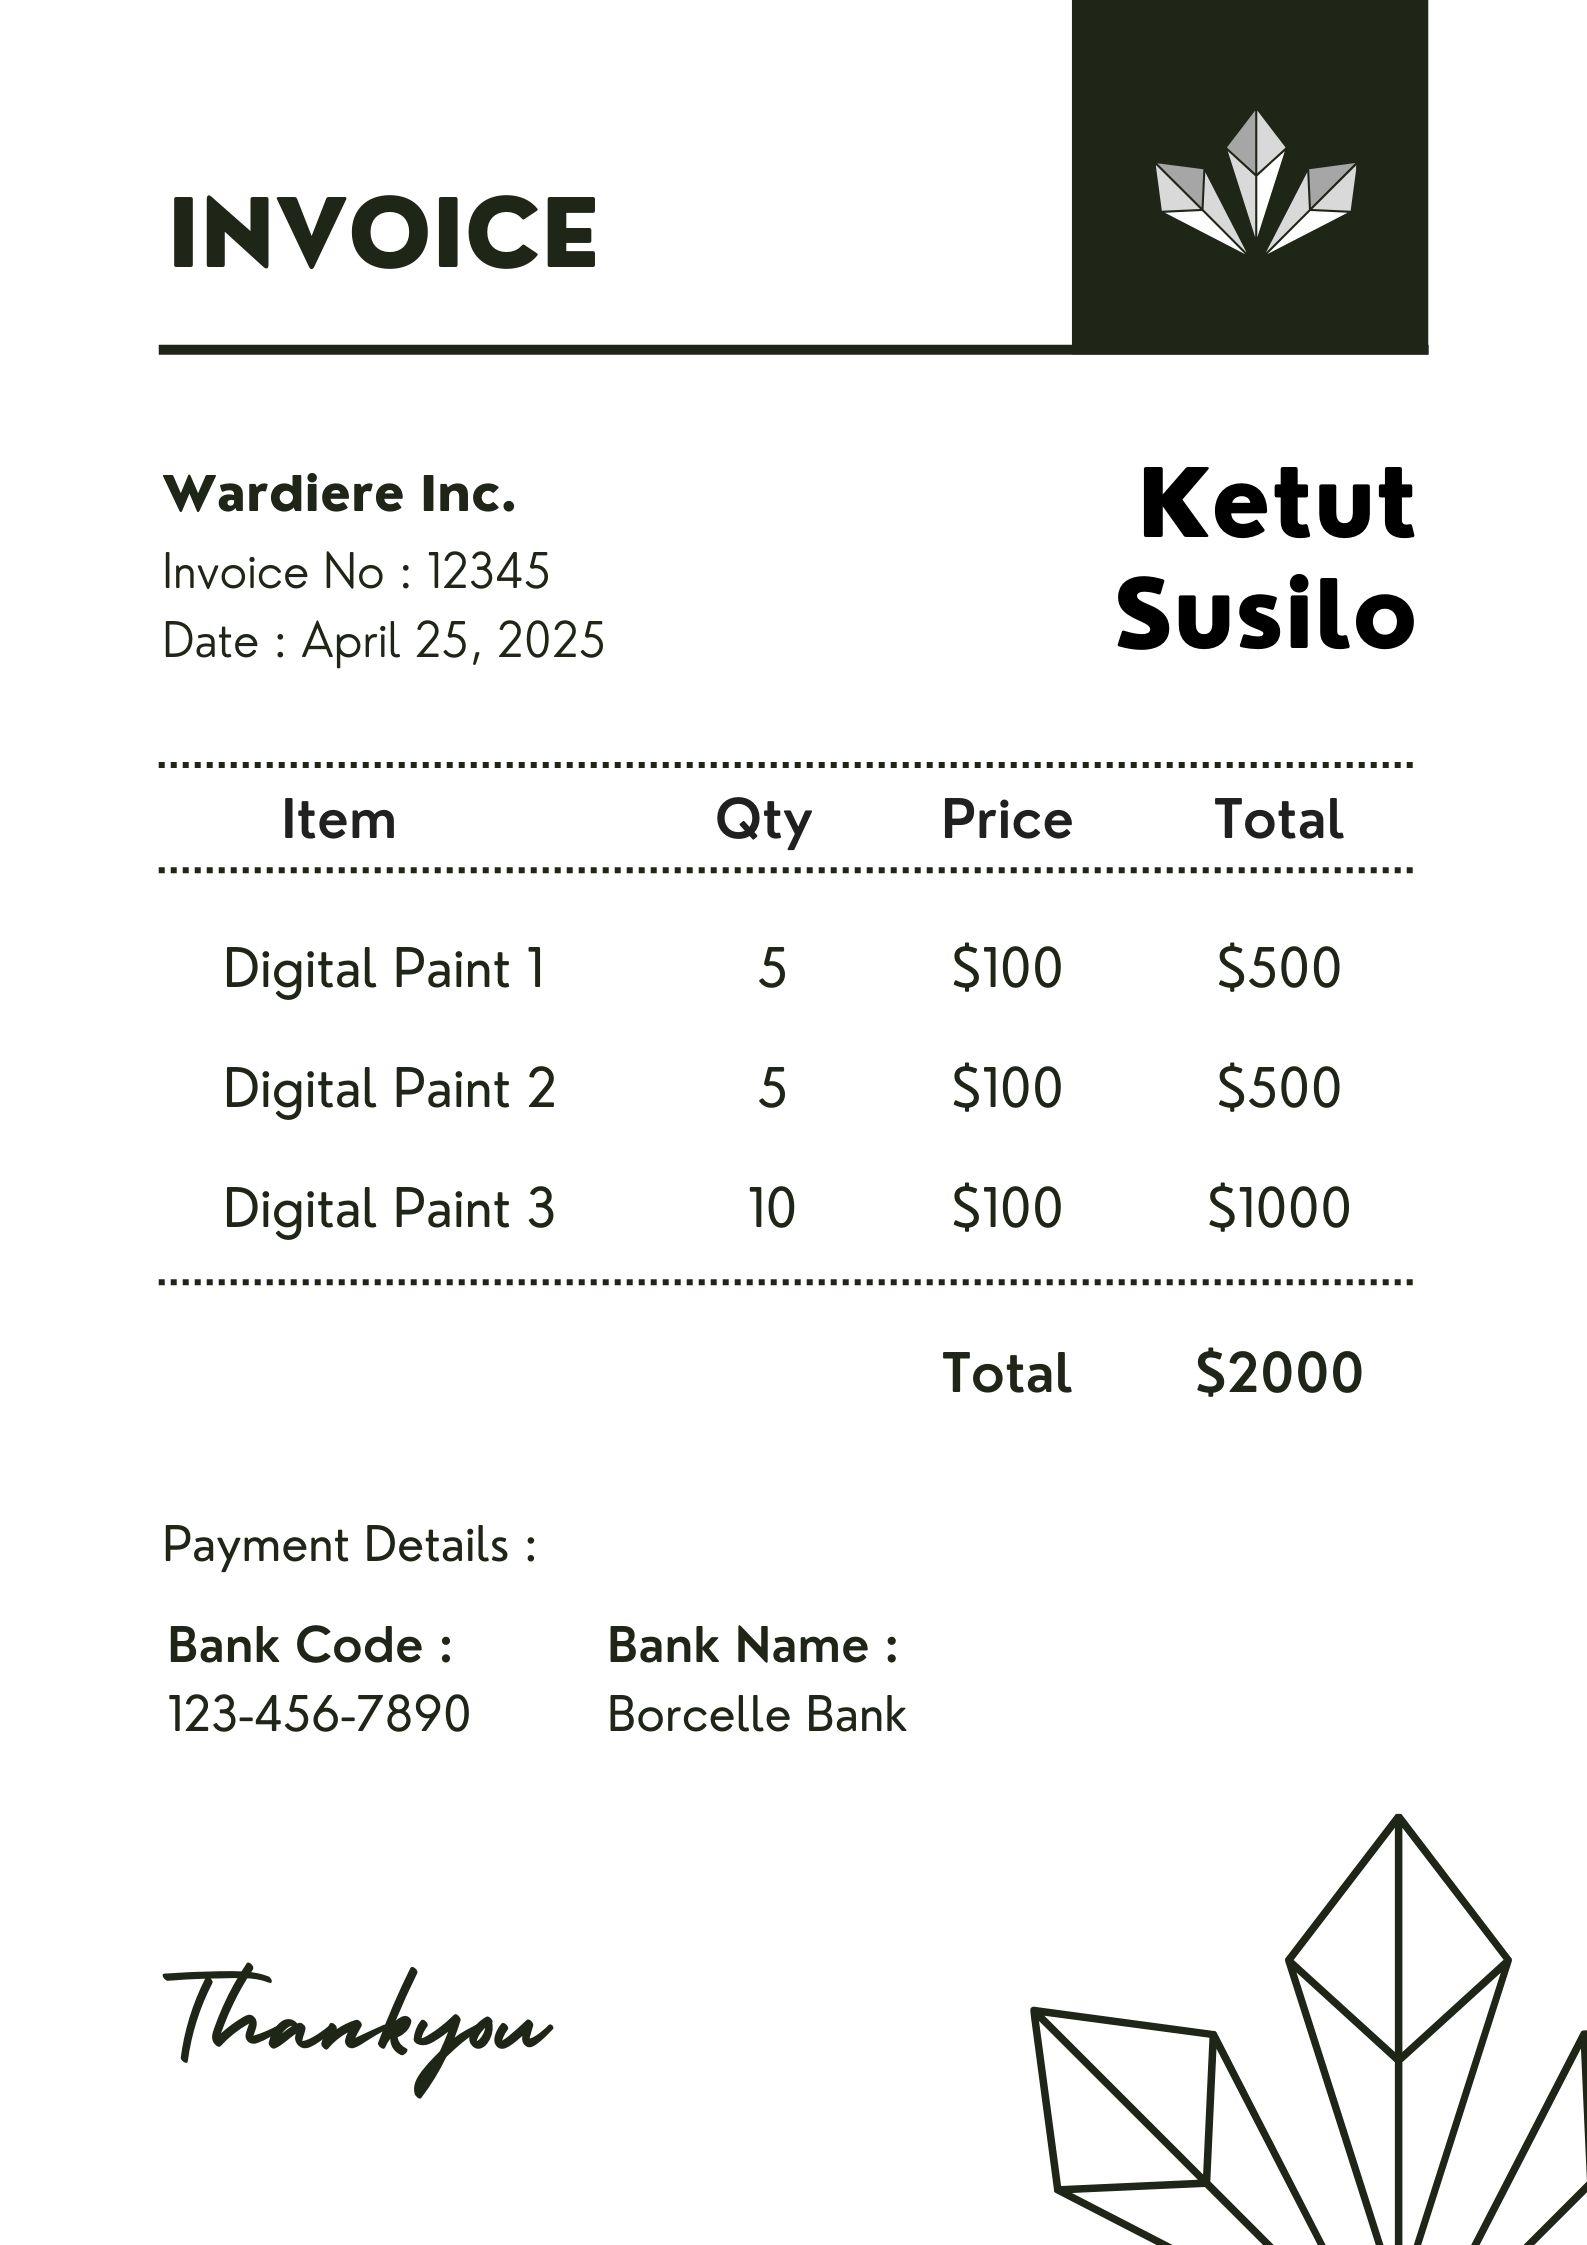 INVOICE
Wardiere Inc.
Invoice No : 12345
Date : April 25, 2025
Ketut
Susilo
Item Qty Price Total
Digital Paint 1 5 $100 $500
Digital Paint 2 5 $100 $500
Digital Paint 3 10 $100 $1000
Total $2000
Payment Details :
Bank Code : Bank Name :
123-456-7890 Borcelle Bank
Thankyou